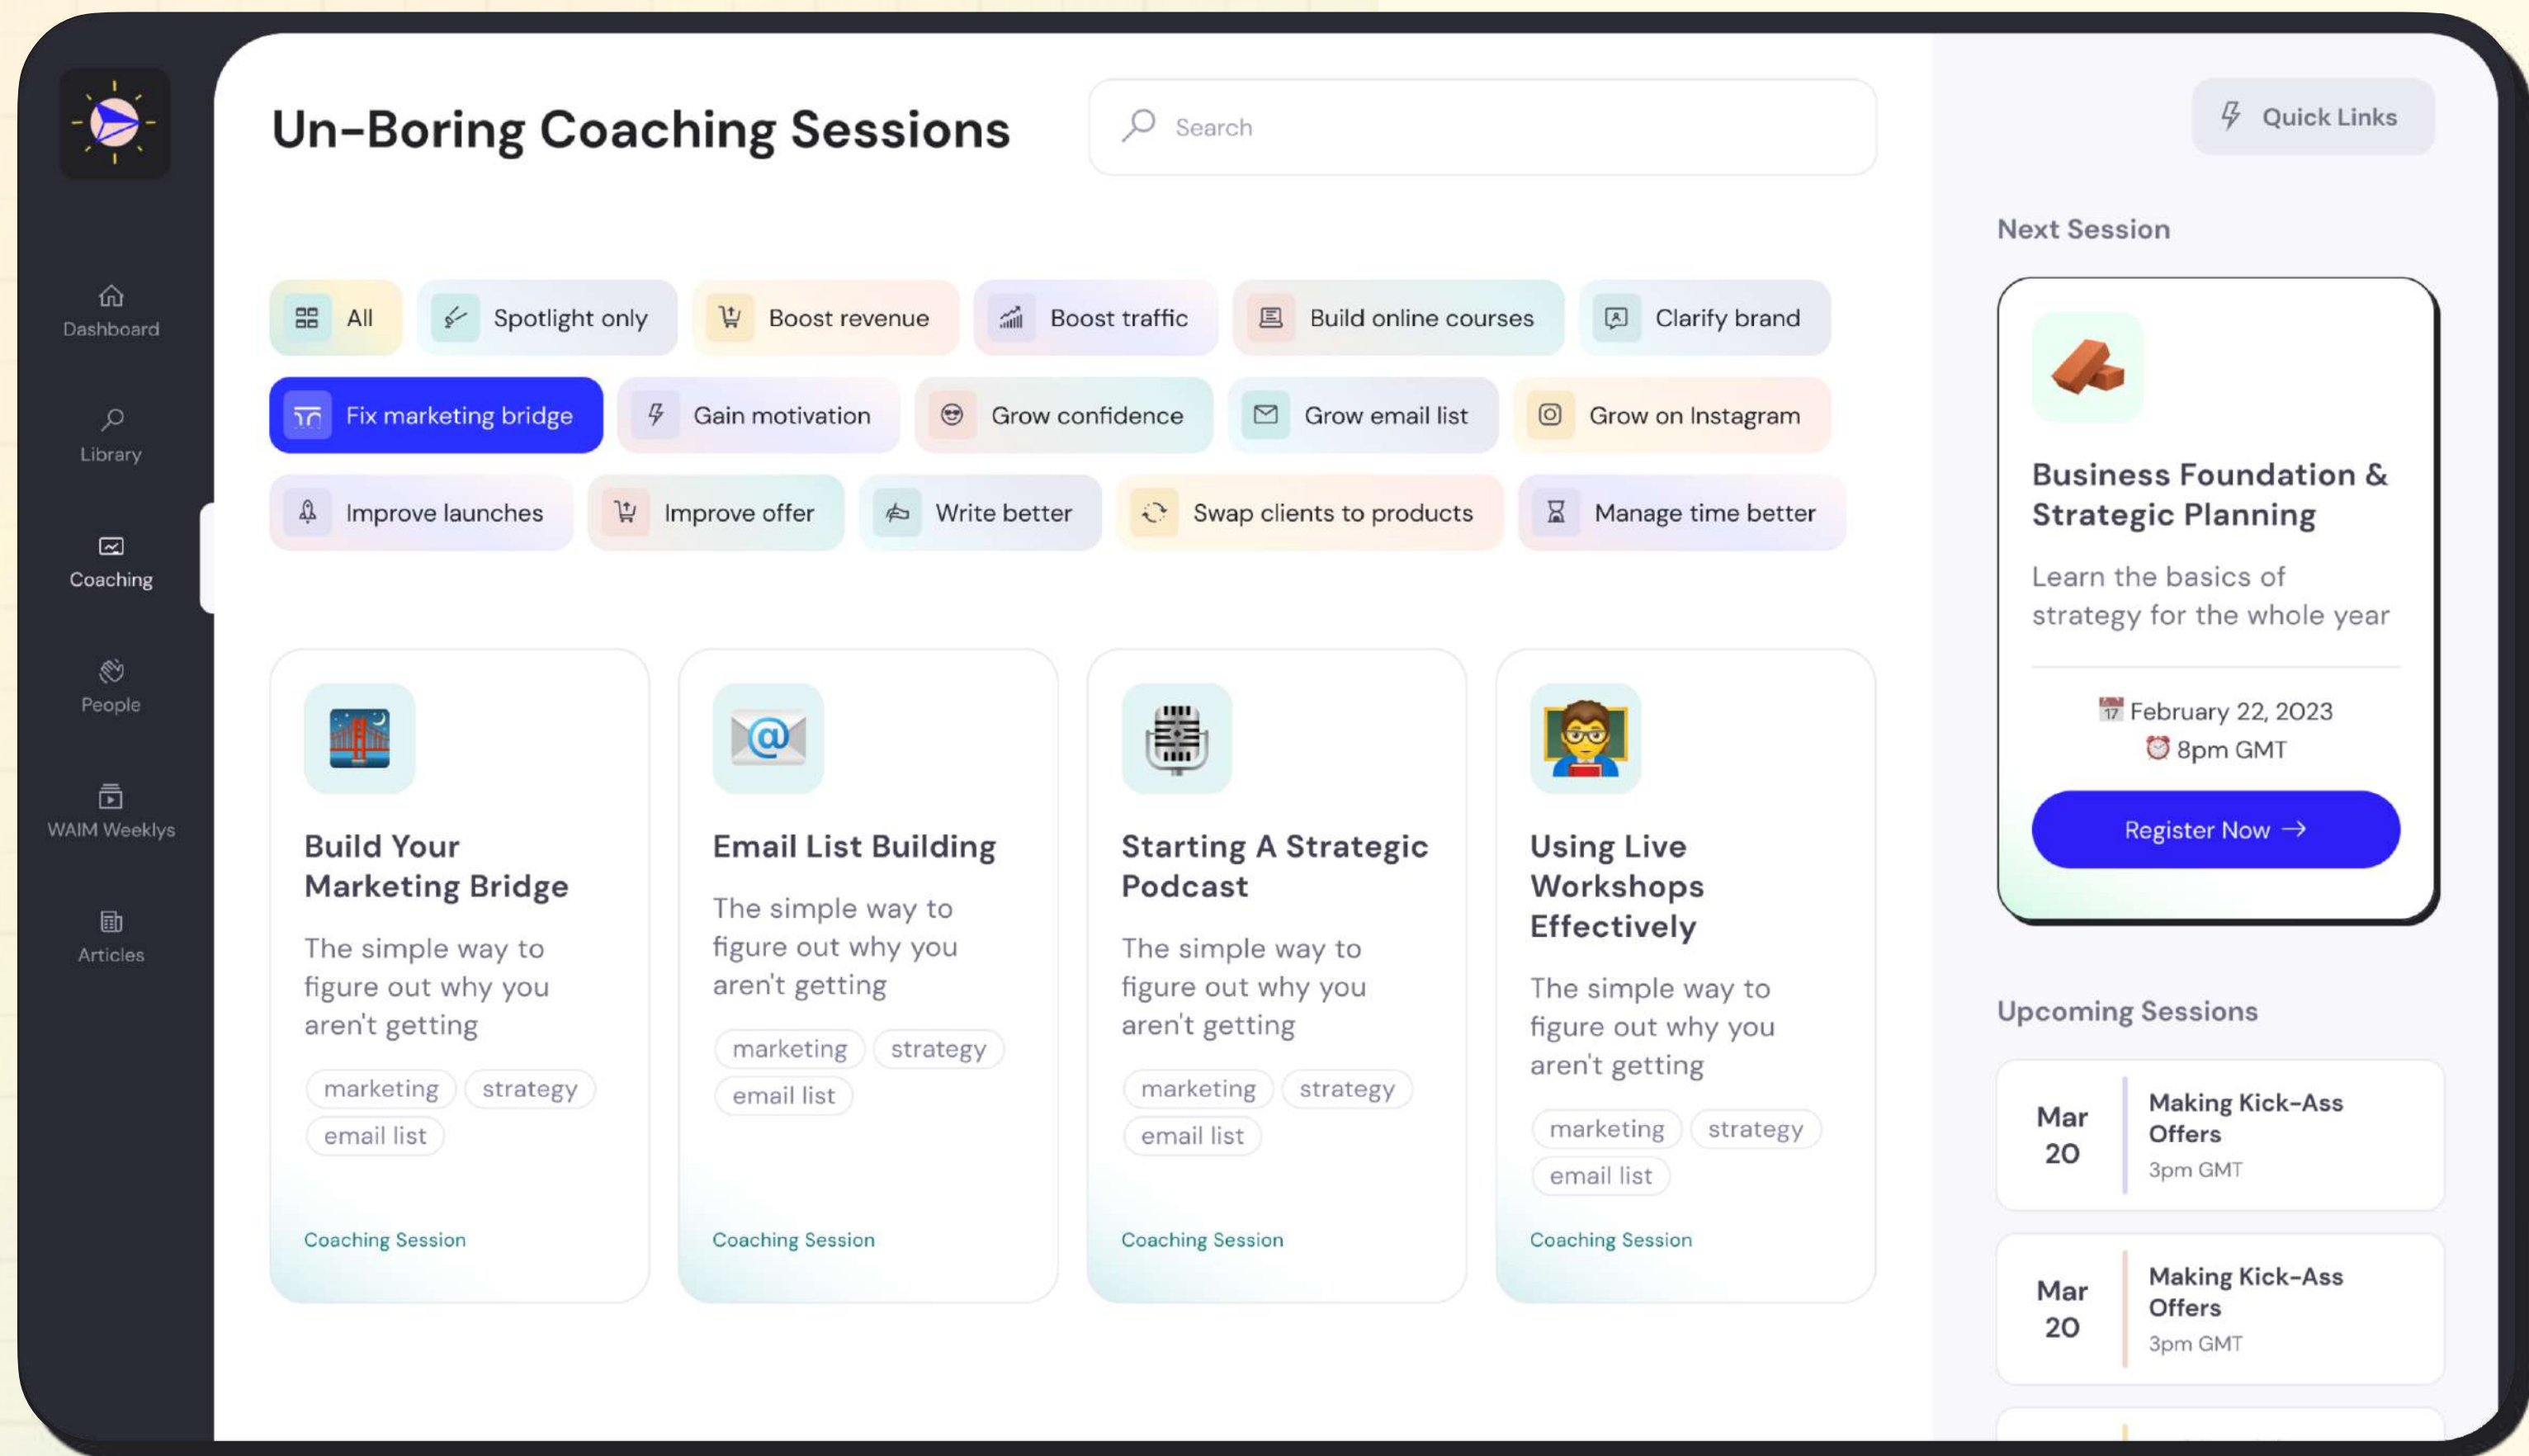 Un-Boring Coaching Sessions
Search
Quick Links
Dashboard
Library
Coaching
People
WAIM Weeklys
Articles
All
Spotlight only
Boost revenue
Boost traffic
Build online courses
Clarify brand
Fix marketing bridge
Gain motivation
Grow confidence
Grow email list
Grow on Instagram
Improve launches
Improve offer
Write better
Swap clients to products
Manage time better
Build Your
Marketing Bridge
The simple way to
figure out why you
aren't getting
marketing
strategy
email list
Coaching Session
Email List Building
The simple way to
figure out why you
aren't getting
marketing
strategy
email list
Coaching Session
Starting A Strategic
Podcast
The simple way to
figure out why you
aren't getting
marketing
strategy
email list
Coaching Session
Using Live
Workshops
Effectively
The simple way to
figure out why you
aren't getting
marketing
strategy
email list
Coaching Session
Next Session
Business Foundation &
Strategic Planning
Learn the basics of
strategy for the whole year
17 February 22, 2023
8pm GMT
Register Now →
Upcoming Sessions
Mar
20
Making Kick-Ass
Offers
3pm GMT
Mar
20
Making Kick-Ass
Offers
3pm GMT